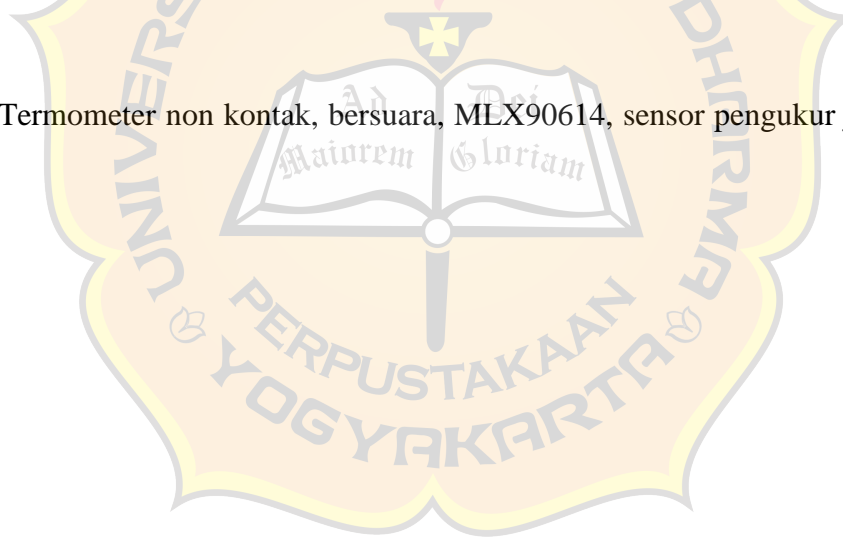 Termometer non kontak, bersuara, MLX90614, sensor pengukur
Ad Dei
Maiorem Gloriam
PERPUSTAKAAN
YOGYAKARTA